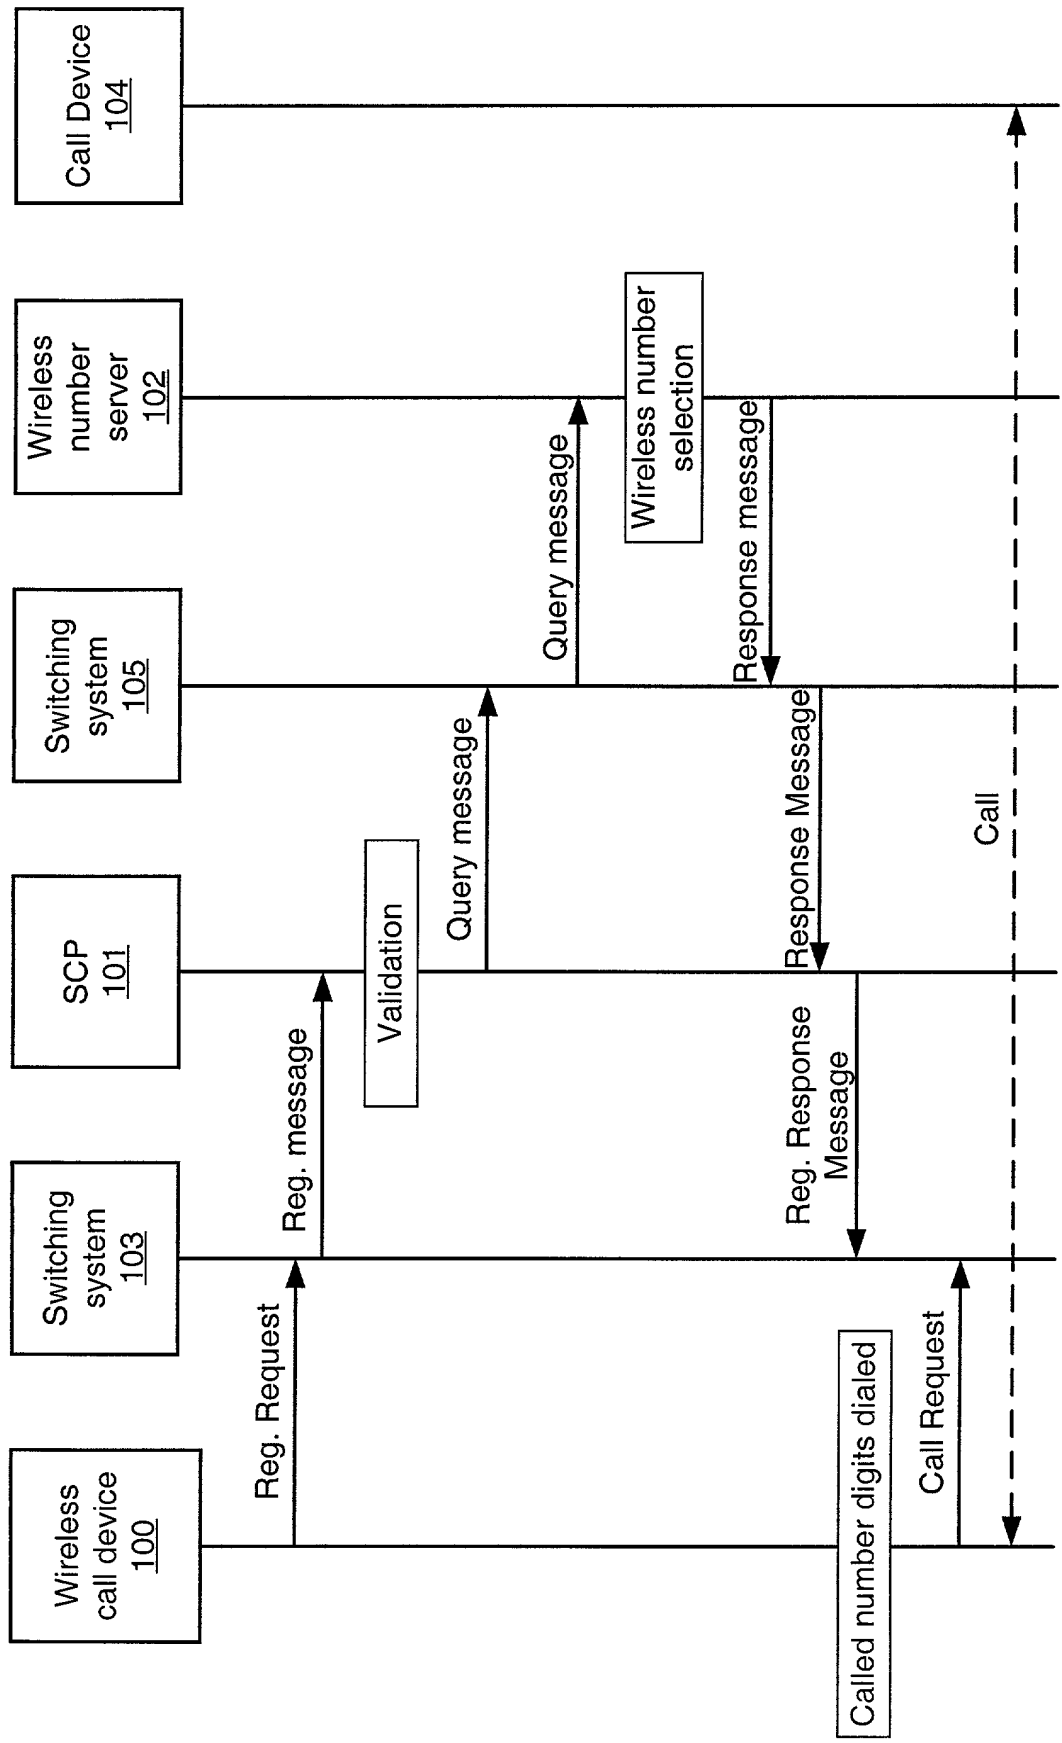 Wireless
call device
100
Switching
system
103
SCP
101
Switching
system
105
Wireless
number
server
102
Call Device
104
Reg. Request
Reg. message
Validation
Query message
Query message
Wireless number
selection
Response message
Response Message
Reg. Response
Message
Called number digits dialed
Call Request
Call